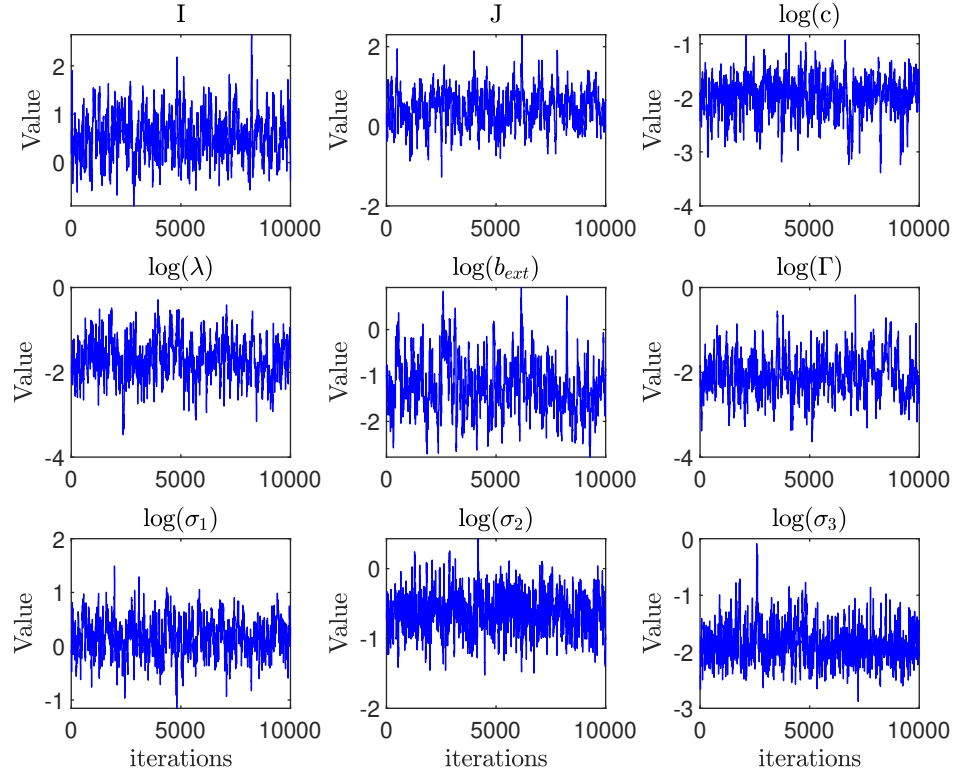 I
J
log(c)
Value
2
1
0
0 5000 10000
Value
2
0
-2
0 5000 10000
Value
-1
-2
-3
-4
0 5000 10000
log(λ)
log(b_ext)
log(Γ)
Value
0
-2
-4
0 5000 10000
Value
0
-1
-2
0 5000 10000
Value
0
-2
-4
0 5000 10000
log(σ₁)
log(σ₂)
log(σ₃)
Value
2
1
0
-1
0 5000 10000
iterations
Value
0
-1
-2
0 5000 10000
iterations
Value
0
-1
-2
-3
0 5000 10000
iterations